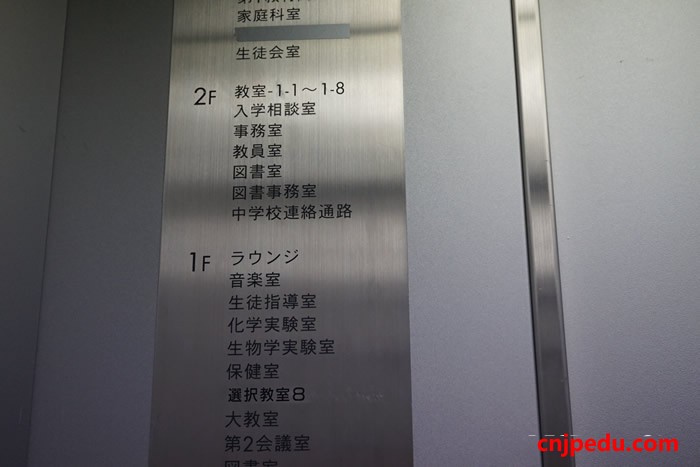 家庭科室
生徒会室
2F 教室-1-1～1-8
入学相談室
事務室
教員室
図書室
図書事務室
中学校連絡通路
1F ラウンジ
音楽室
生徒指導室
化学実験室
生物学実験室
保健室
選択教室8
大教室
第2会議室
図書室
cnjpedu.com